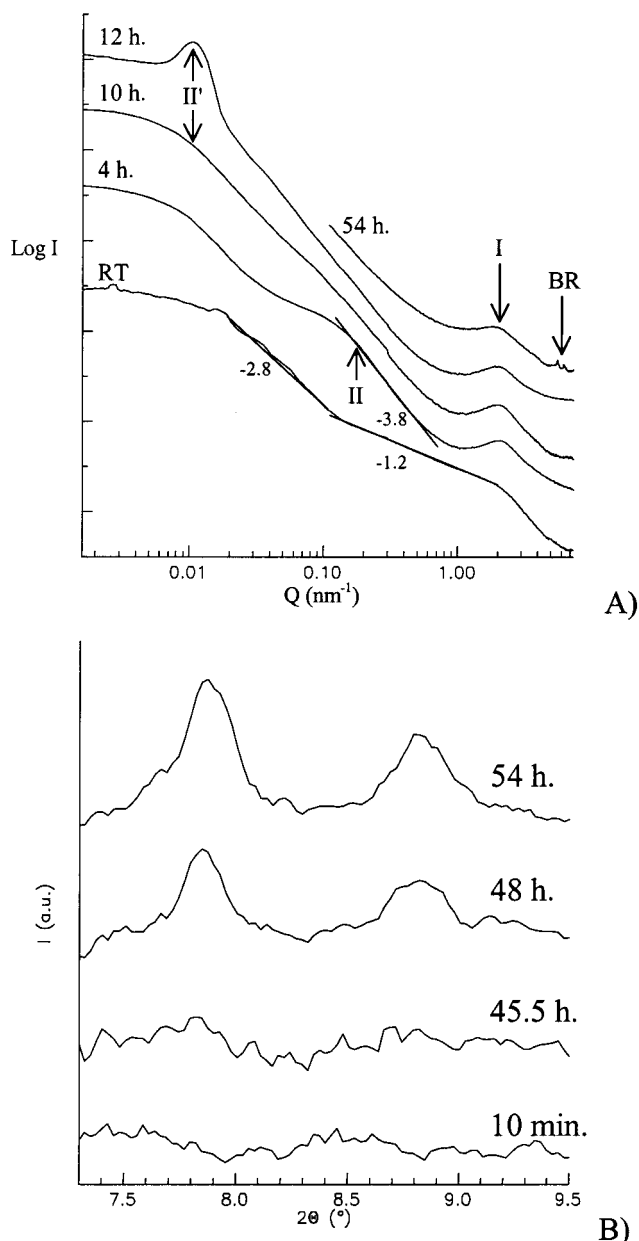 12 h.
II'
10 h.
4 h.
54 h.
Log I
I
BR
RT
-2.8
II
-3.8
-1.2
0.01
0.10
1.00
Q (nm-1)
A)
54 h.
48 h.
I (a.u.)
45.5 h.
10 min.
7.5
8.0
8.5
9.0
9.5
2Θ (°)
B)